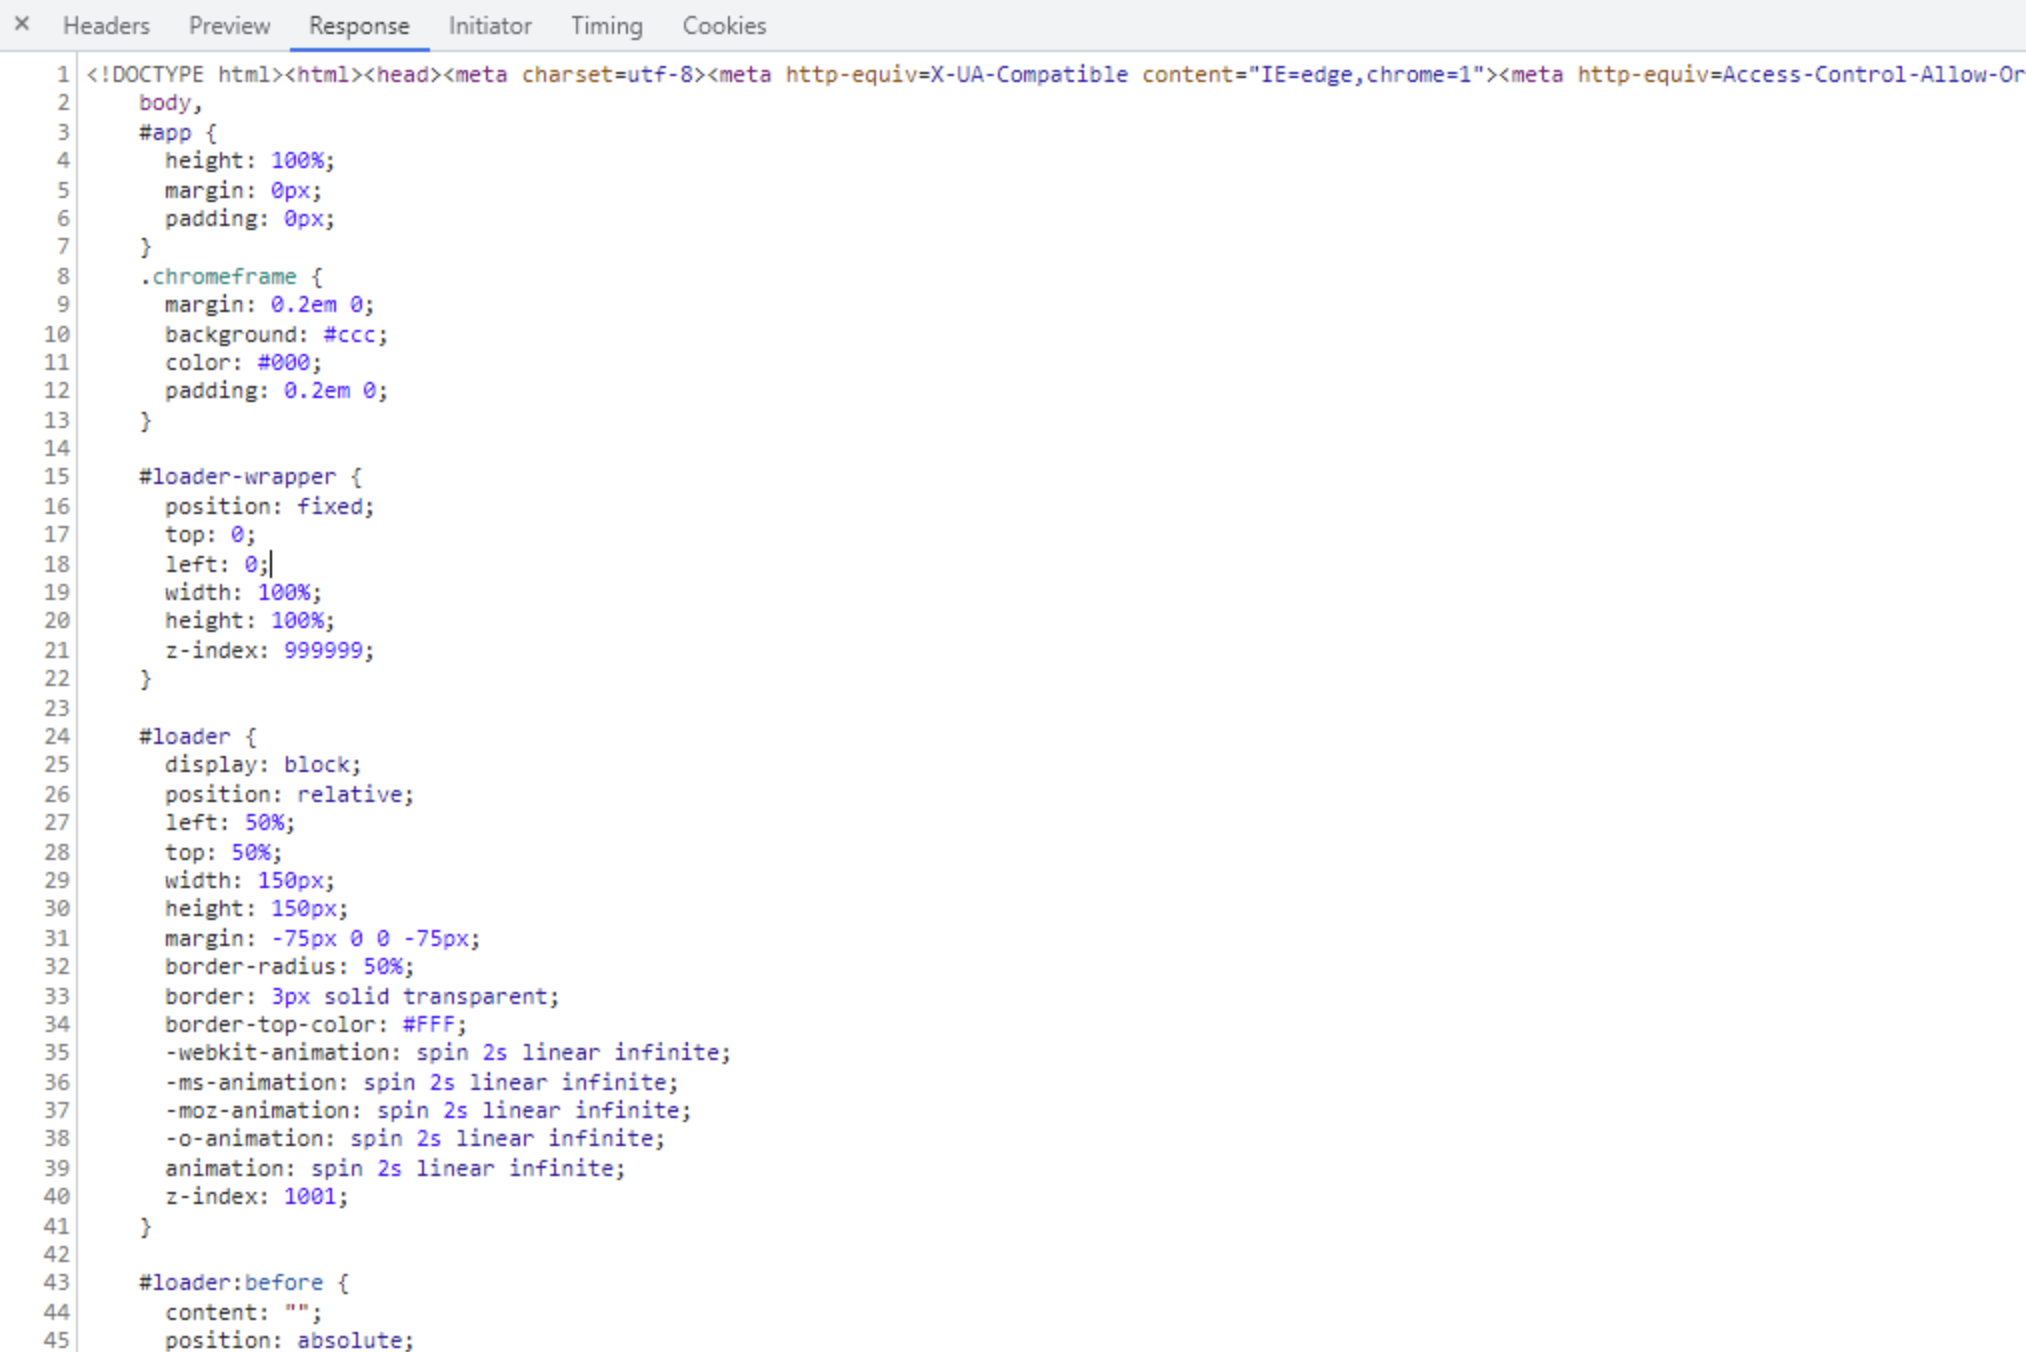 × Headers Preview Response Initiator Timing Cookies
1 <!DOCTYPE html><html><head><meta charset=utf-8><meta http-equiv=X-UA-Compatible content="IE=edge,chrome=1"><meta http-equiv=Access-Control-Allow-Or
2 body,
3 #app {
4 height: 100%;
5 margin: 0px;
6 padding: 0px;
7 }
8 .chromeframe {
9 margin: 0.2em 0;
10 background: #ccc;
11 color: #000;
12 padding: 0.2em 0;
13 }
14
15 #loader-wrapper {
16 position: fixed;
17 top: 0;
18 left: 0;
19 width: 100%;
20 height: 100%;
21 z-index: 999999;
22 }
23
24 #loader {
25 display: block;
26 position: relative;
27 left: 50%;
28 top: 50%;
29 width: 150px;
30 height: 150px;
31 margin: -75px 0 0 -75px;
32 border-radius: 50%;
33 border: 3px solid transparent;
34 border-top-color: #FFF;
35 -webkit-animation: spin 2s linear infinite;
36 -ms-animation: spin 2s linear infinite;
37 -moz-animation: spin 2s linear infinite;
38 -o-animation: spin 2s linear infinite;
39 animation: spin 2s linear infinite;
40 z-index: 1001;
41 }
42
43 #loader:before {
44 content: "";
45 position: absolute;